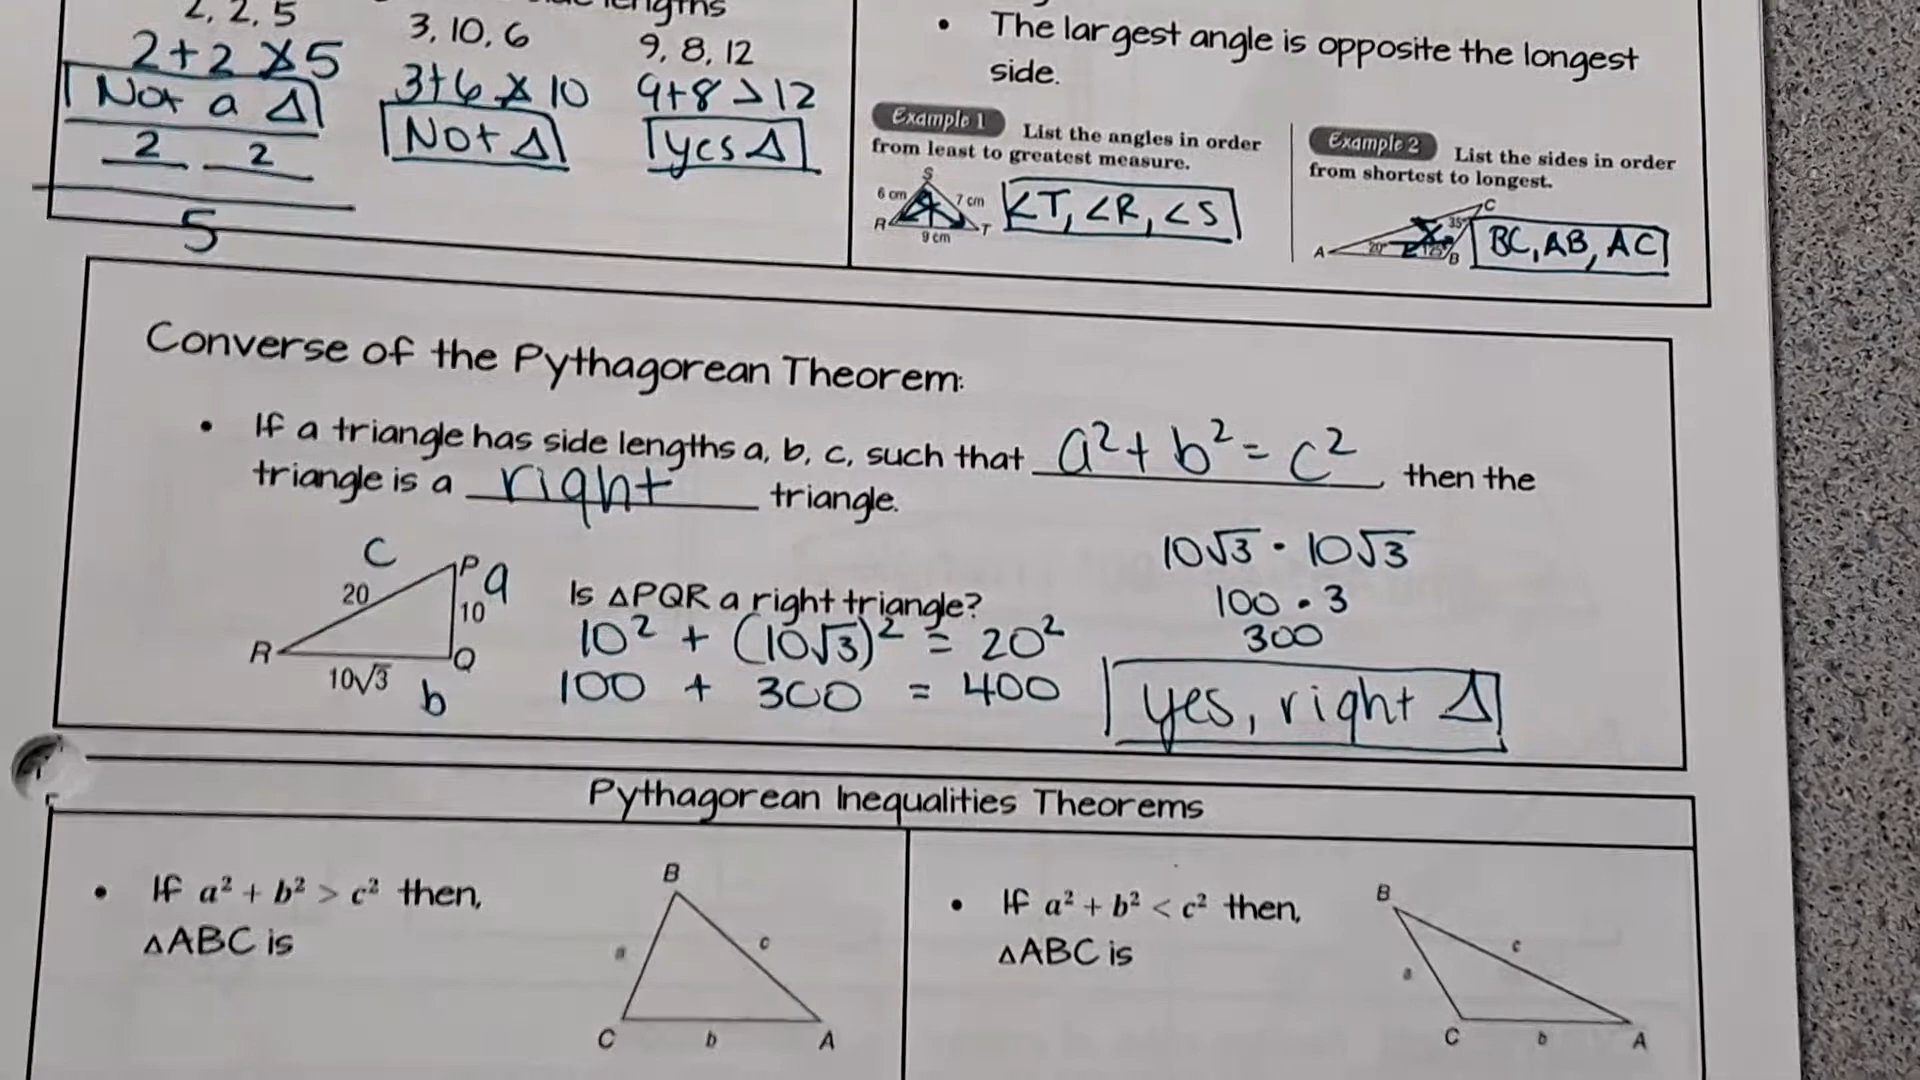 lengths
2, 2, 5
3, 10, 6
9, 8, 12
2+2 ≯ 5
3+6 ≯ 10
9+8 > 12
Not a Δ
Not Δ
yes Δ
2 2
5
• The largest angle is opposite the longest
side.
Example 1 List the angles in order
from least to greatest measure.
S
6 cm 7 cm
R T
9 cm
∠T, ∠R, ∠S
Example 2 List the sides in order
from shortest to longest.
C
35°
A 20° 125° B
BC, AB, AC
Converse of the Pythagorean Theorem:
• If a triangle has side lengths a, b, c, such that a² + b² = c², then the
triangle is a right triangle.
C
P a
20
10
R Q
10√3 b
Is ΔPQR a right triangle?
10² + (10√3)² = 20²
100 + 300 = 400
10√3 · 10√3
100 · 3
300
yes, right Δ
Pythagorean Inequalities Theorems
• If a² + b² > c² then,
ΔABC is
B
a c
C b A
• If a² + b² < c² then,
ΔABC is
B
a c
C b A